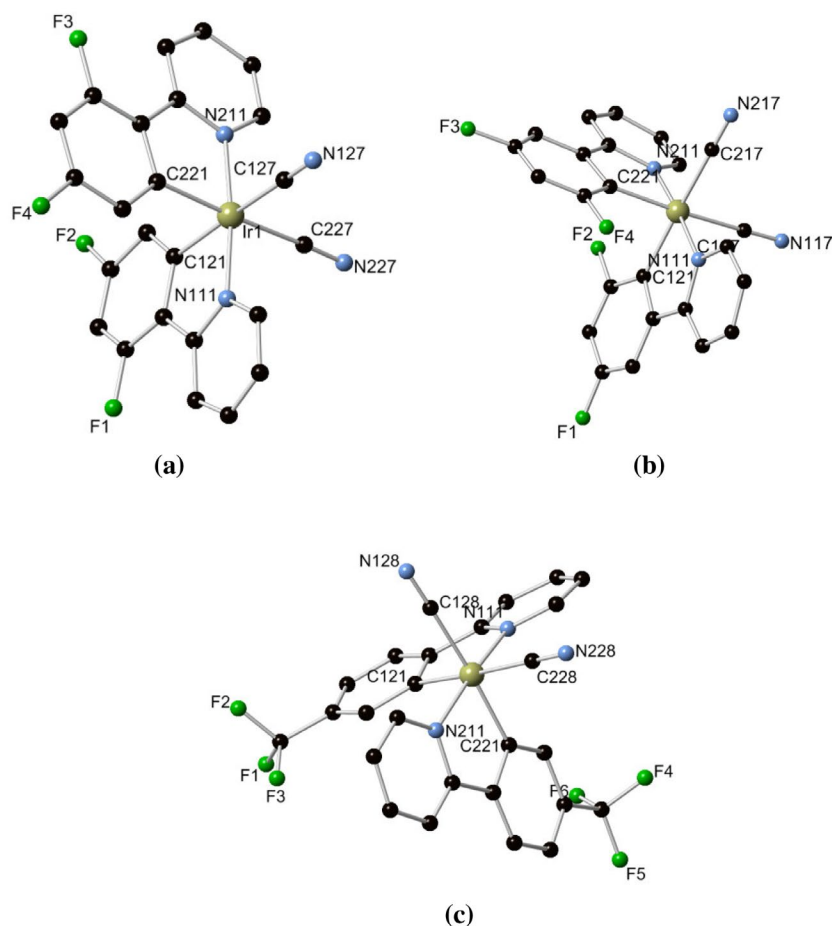 F3
N211
N127
C127
C221
F4
Ir1
F2
C227
C121
N227
N111
F1
(a)
N217
F3
N211
C217
C221
F4
F2
N111
N117
C121
F1
(b)
N128
C128
N111
N228
C121
C228
F2
N211
C221
F1
F3
F6
F4
F5
(c)